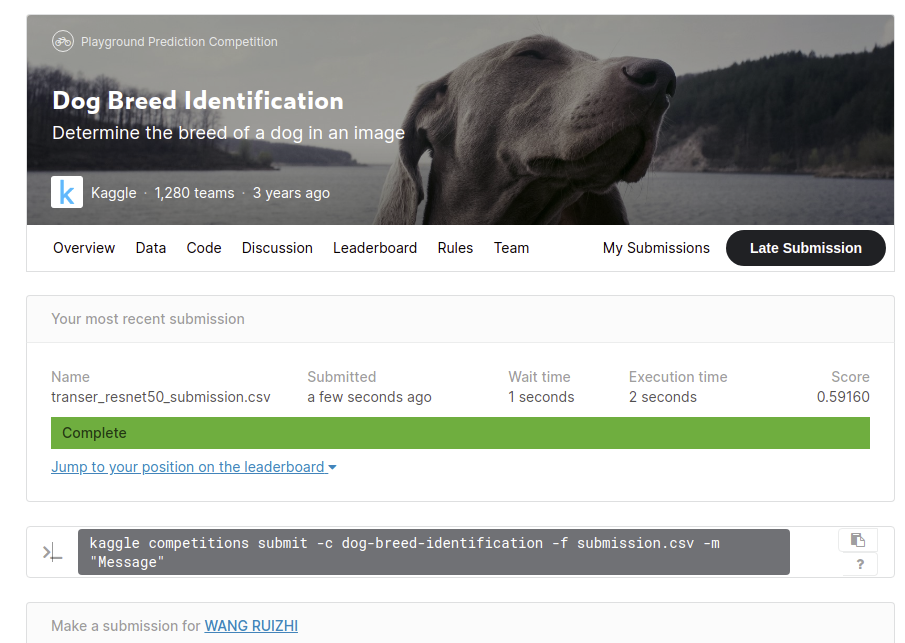 Playground Prediction Competition
Dog Breed Identification
Determine the breed of a dog in an image
k Kaggle · 1,280 teams · 3 years ago
Overview Data Code Discussion Leaderboard Rules Team My Submissions Late Submission
Your most recent submission
Name Submitted Wait time Execution time Score
transer_resnet50_submission.csv a few seconds ago 1 seconds 2 seconds 0.59160
Complete
Jump to your position on the leaderboard
kaggle competitions submit -c dog-breed-identification -f submission.csv -m
"Message"
?
Make a submission for WANG RUIZHI